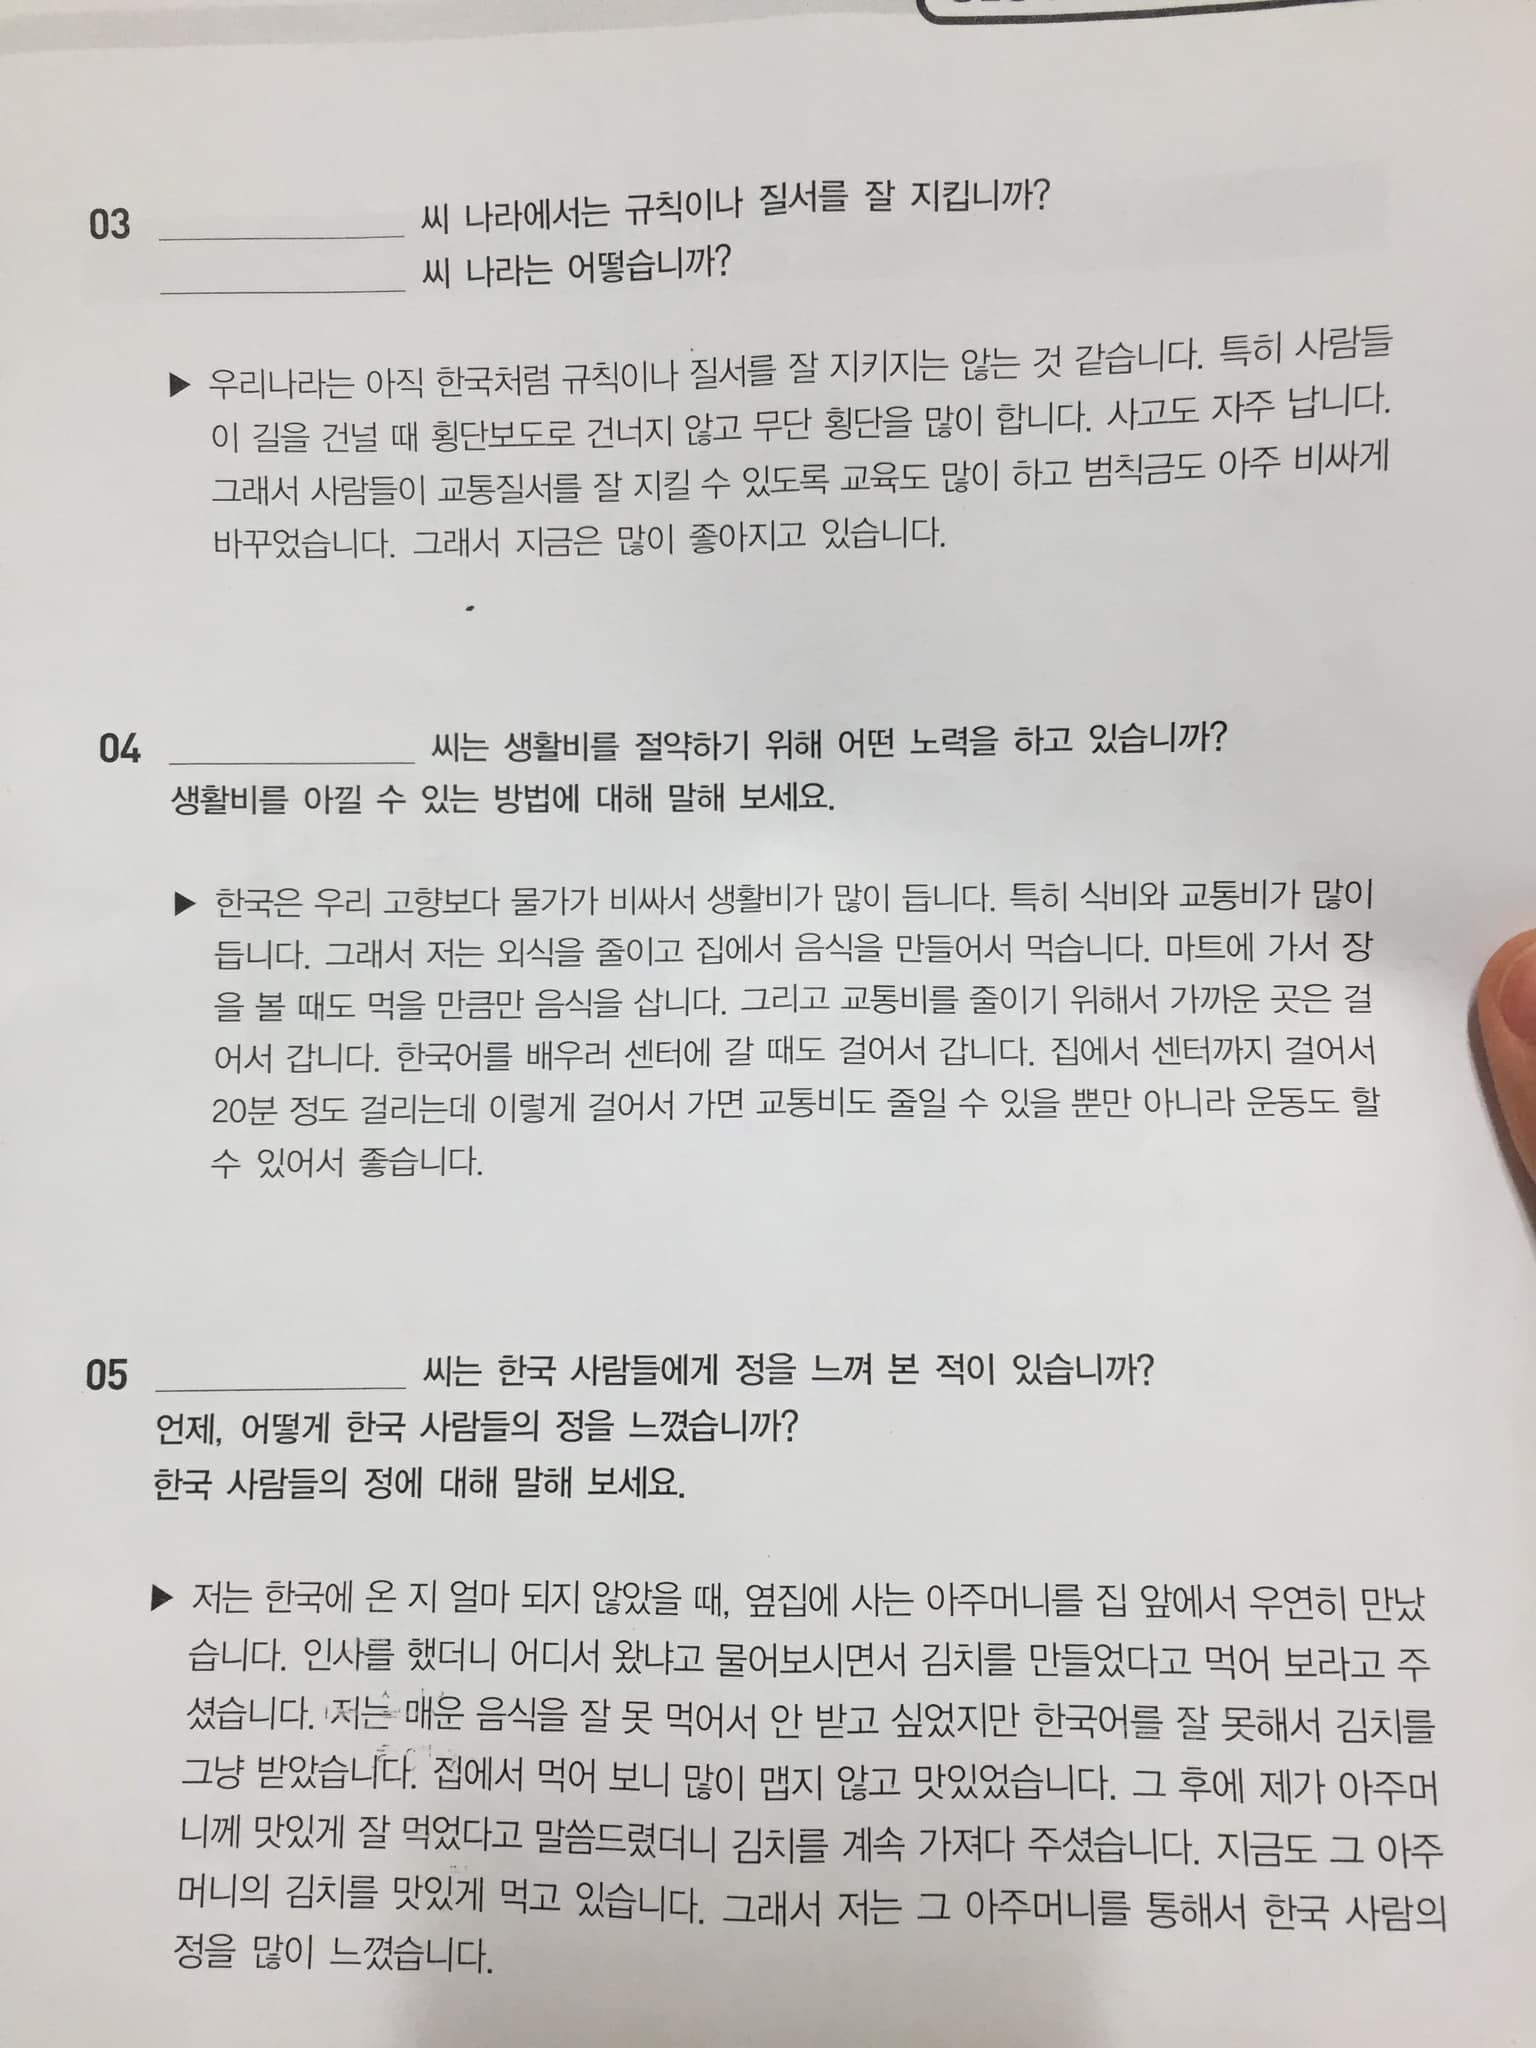 03 ____________ 씨 나라에서는 규칙이나 질서를 잘 지킵니까?
____________ 씨 나라는 어떻습니까?
▶ 우리나라는 아직 한국처럼 규칙이나 질서를 잘 지키지는 않는 것 같습니다. 특히 사람들
이 길을 건널 때 횡단보도로 건너지 않고 무단 횡단을 많이 합니다. 사고도 자주 납니다.
그래서 사람들이 교통질서를 잘 지킬 수 있도록 교육도 많이 하고 범칙금도 아주 비싸게
바꾸었습니다. 그래서 지금은 많이 좋아지고 있습니다.
04 ____________ 씨는 생활비를 절약하기 위해 어떤 노력을 하고 있습니까?
생활비를 아낄 수 있는 방법에 대해 말해 보세요.
▶ 한국은 우리 고향보다 물가가 비싸서 생활비가 많이 듭니다. 특히 식비와 교통비가 많이
듭니다. 그래서 저는 외식을 줄이고 집에서 음식을 만들어서 먹습니다. 마트에 가서 장
을 볼 때도 먹을 만큼만 음식을 삽니다. 그리고 교통비를 줄이기 위해서 가까운 곳은 걸
어서 갑니다. 한국어를 배우러 센터에 갈 때도 걸어서 갑니다. 집에서 센터까지 걸어서
20분 정도 걸리는데 이렇게 걸어서 가면 교통비도 줄일 수 있을 뿐만 아니라 운동도 할
수 있어서 좋습니다.
05 ____________ 씨는 한국 사람들에게 정을 느껴 본 적이 있습니까?
언제, 어떻게 한국 사람들의 정을 느꼈습니까?
한국 사람들의 정에 대해 말해 보세요.
▶ 저는 한국에 온 지 얼마 되지 않았을 때, 옆집에 사는 아주머니를 집 앞에서 우연히 만났
습니다. 인사를 했더니 어디서 왔냐고 물어보시면서 김치를 만들었다고 먹어 보라고 주
셨습니다. 저는 매운 음식을 잘 못 먹어서 안 받고 싶었지만 한국어를 잘 못해서 김치를
그냥 받았습니다. 집에서 먹어 보니 많이 맵지 않고 맛있었습니다. 그 후에 제가 아주머
니께 맛있게 잘 먹었다고 말씀드렸더니 김치를 계속 가져다 주셨습니다. 지금도 그 아주
머니의 김치를 맛있게 먹고 있습니다. 그래서 저는 그 아주머니를 통해서 한국 사람의
정을 많이 느꼈습니다.